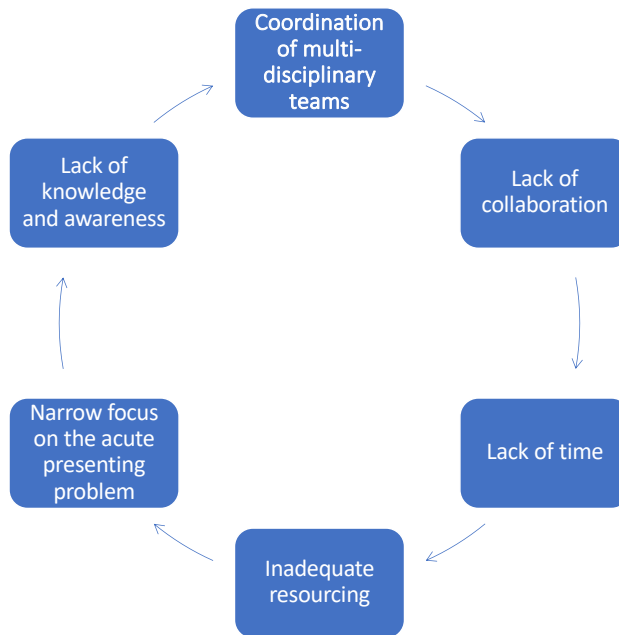 Coordination
of multi-
disciplinary
teams
Lack of
collaboration
Lack of time
Inadequate
resourcing
Narrow focus
on the acute
presenting
problem
Lack of
knowledge
and awareness